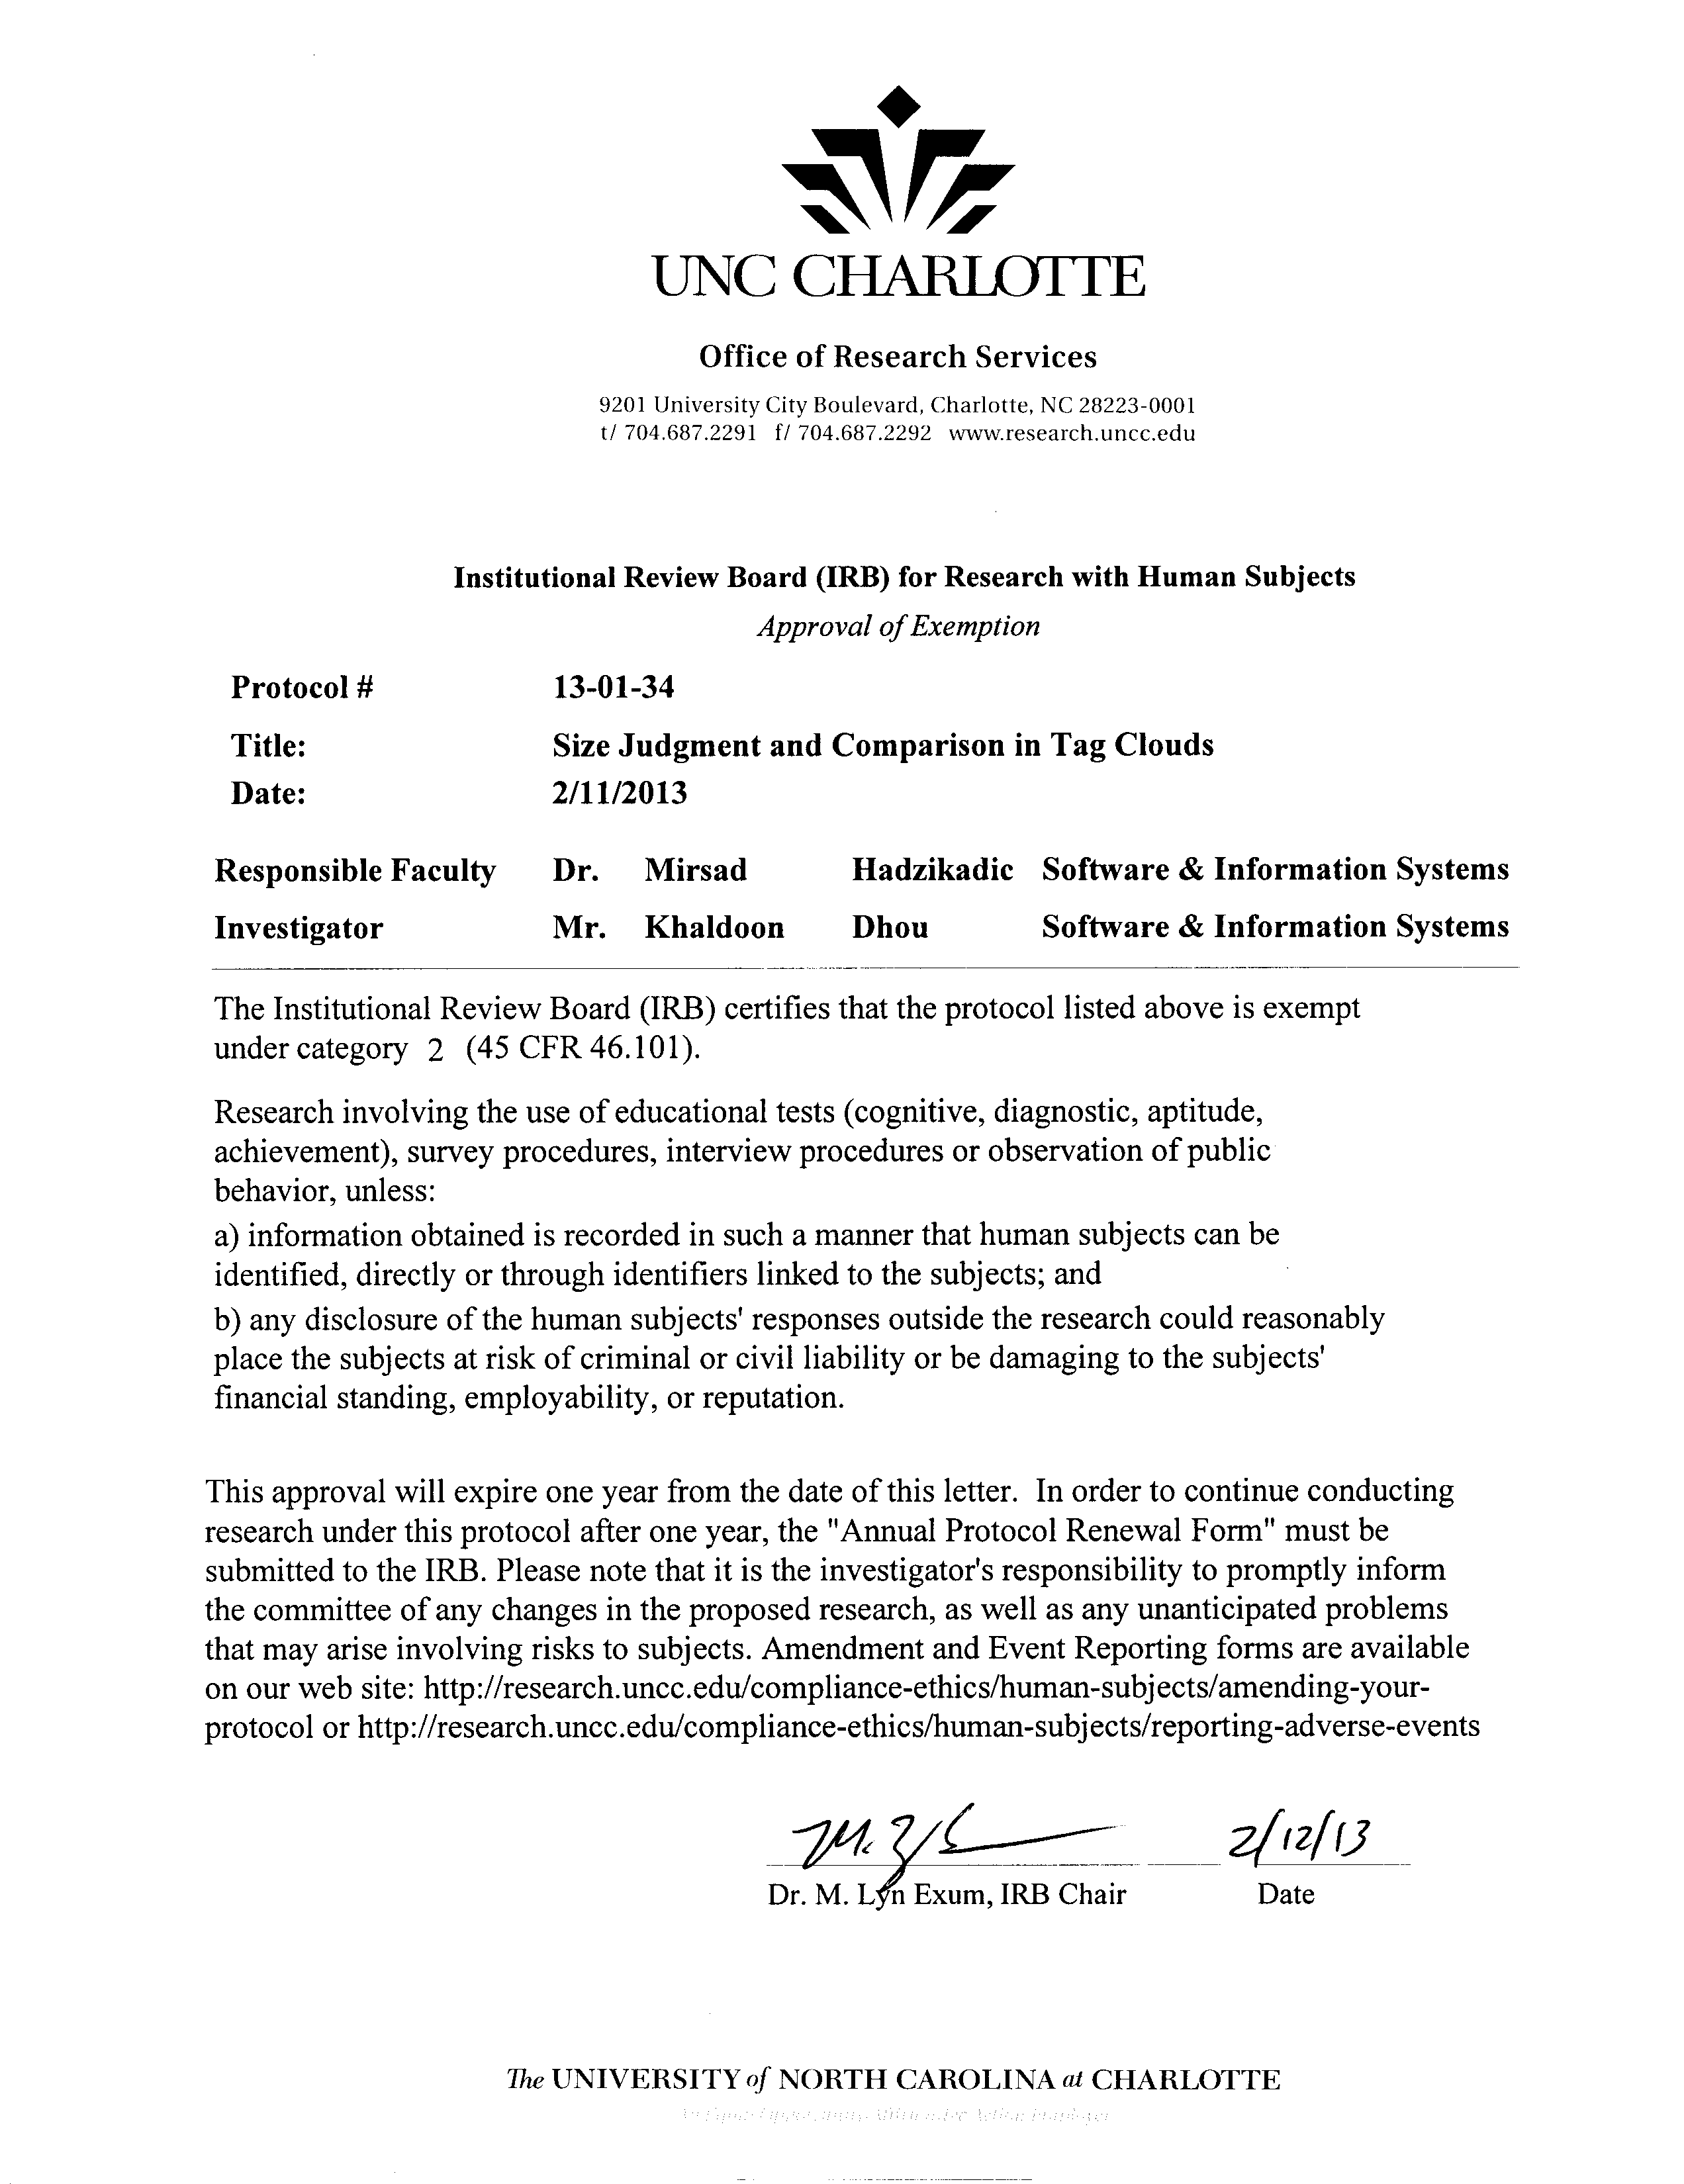 UNC CHARLOTTE
Office of Research Services
9201 University City Boulevard, Charlotte, NC 28223-0001
t/ 704.687.2291 f/ 704.687.2292 www.research.uncc.edu
Institutional Review Board (IRB) for Research with Human Subjects
Approval of Exemption
Protocol # 13-01-34
Title: Size Judgment and Comparison in Tag Clouds
Date: 2/11/2013
Responsible Faculty Dr. Mirsad Hadzikadic Software & Information Systems
Investigator Mr. Khaldoon Dhou Software & Information Systems
The Institutional Review Board (IRB) certifies that the protocol listed above is exempt
under category 2 (45 CFR 46.101).
Research involving the use of educational tests (cognitive, diagnostic, aptitude,
achievement), survey procedures, interview procedures or observation of public
behavior, unless:
a) information obtained is recorded in such a manner that human subjects can be
identified, directly or through identifiers linked to the subjects; and
b) any disclosure of the human subjects' responses outside the research could reasonably
place the subjects at risk of criminal or civil liability or be damaging to the subjects'
financial standing, employability, or reputation.
This approval will expire one year from the date of this letter. In order to continue conducting
research under this protocol after one year, the "Annual Protocol Renewal Form" must be
submitted to the IRB. Please note that it is the investigator's responsibility to promptly inform
the committee of any changes in the proposed research, as well as any unanticipated problems
that may arise involving risks to subjects. Amendment and Event Reporting forms are available
on our web site: http://research.uncc.edu/compliance-ethics/human-subjects/amending-your-
protocol or http://research.uncc.edu/compliance-ethics/human-subjects/reporting-adverse-events
2/12/13
Dr. M. Lyn Exum, IRB Chair Date
The UNIVERSITY of NORTH CAROLINA at CHARLOTTE